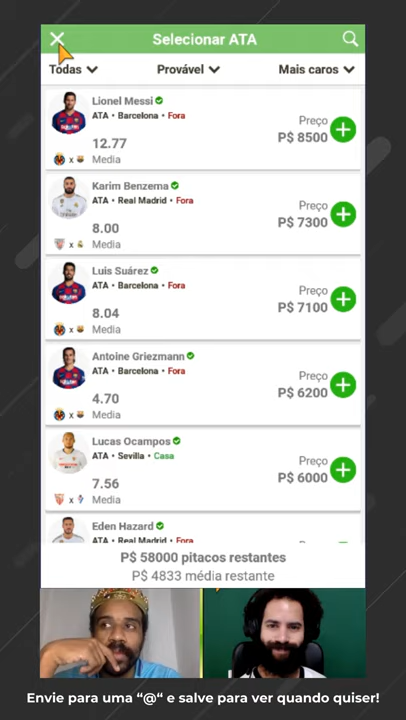 Selecionar ATA
Todas
Provável
Mais caros
Lionel Messi
ATA • Barcelona • Fora
12.77
x
Media
Preço
P$ 8500
Karim Benzema
ATA • Real Madrid • Fora
8.00
x
Media
Preço
P$ 7300
Luis Suárez
ATA • Barcelona • Fora
8.04
x
Media
Preço
P$ 7100
Antoine Griezmann
ATA • Barcelona • Fora
4.70
x
Media
Preço
P$ 6200
Lucas Ocampos
ATA • Sevilla • Casa
7.56
x
Media
Preço
P$ 6000
Eden Hazard
ATA • Real Madrid • Fora
P$ 58000 pitacos restantes
P$ 4833 média restante
Envie para uma “@“ e salve para ver quando quiser!